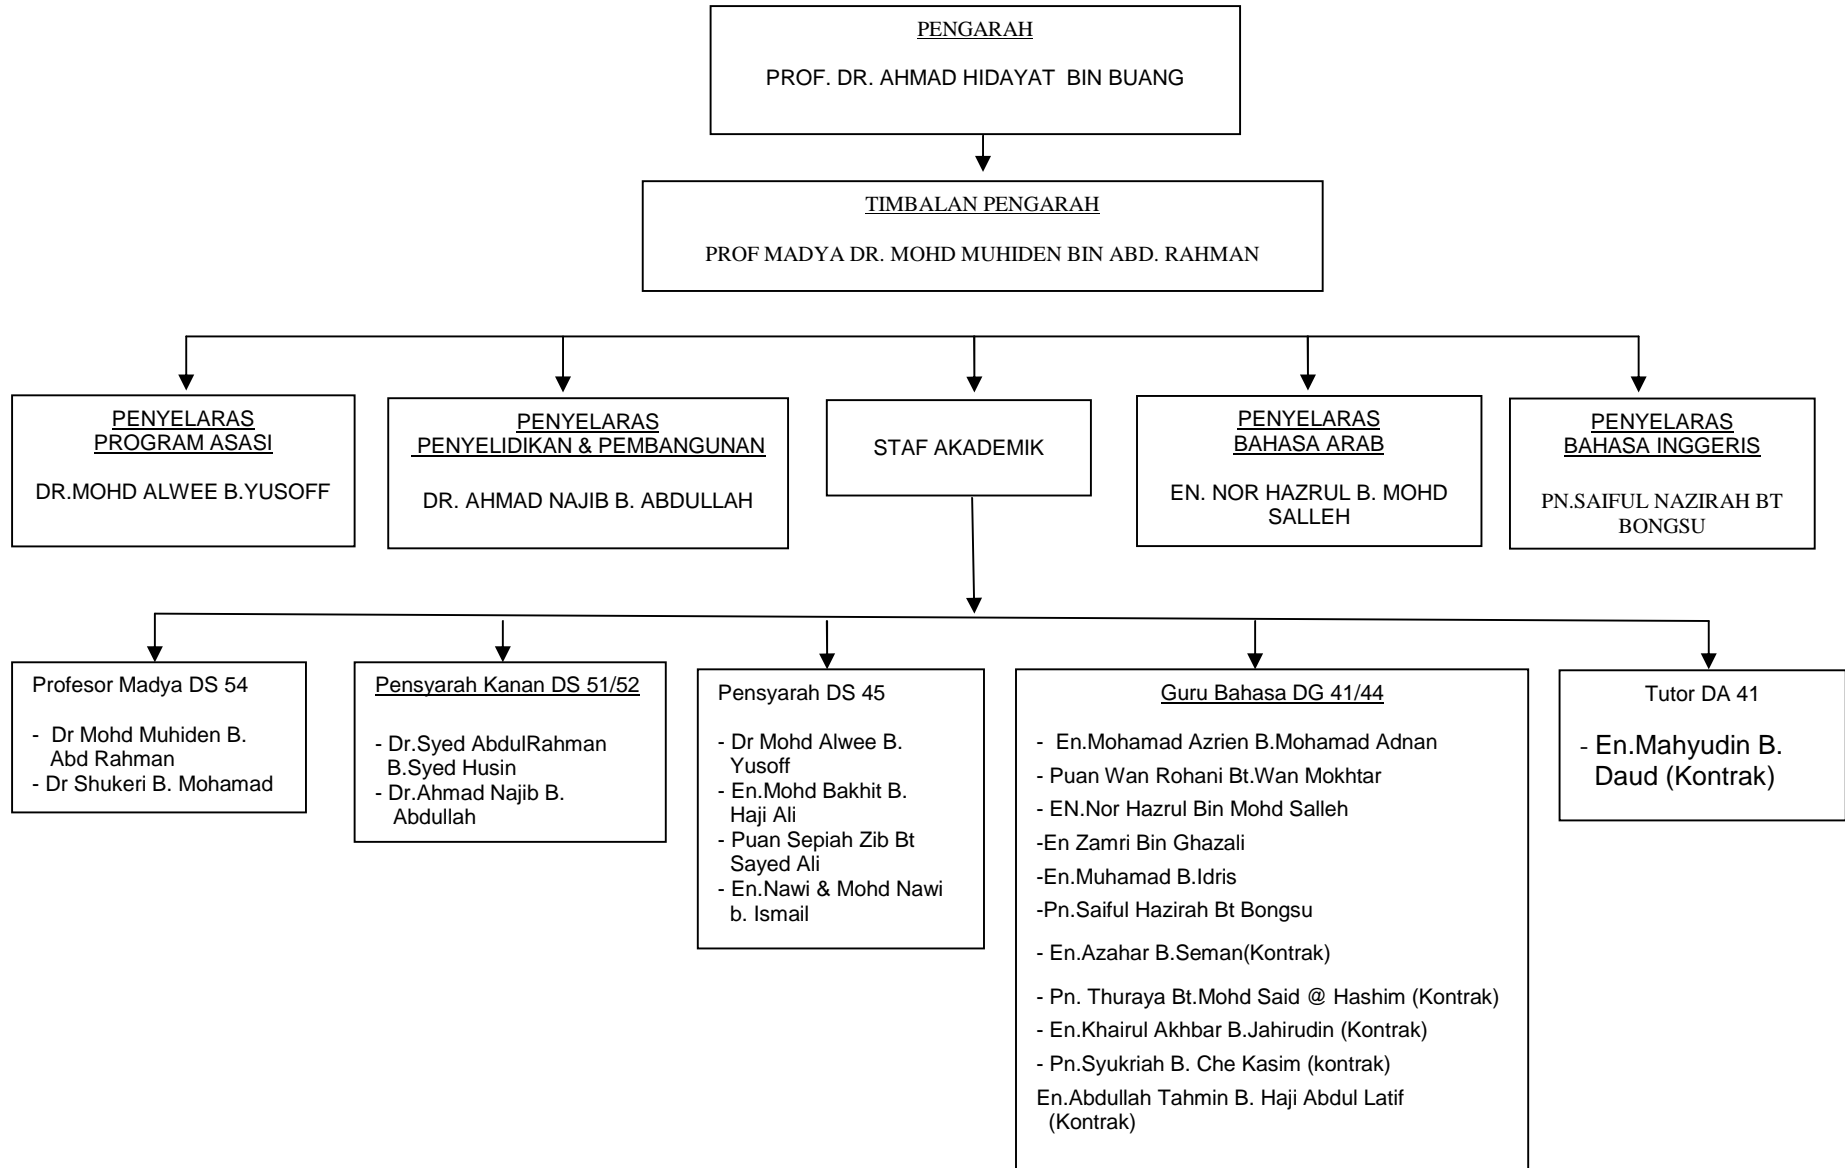 PENGARAH
PROF. DR. AHMAD HIDAYAT  BIN BUANG
TIMBALAN PENGARAH
PROF MADYA DR. MOHD MUHIDEN BIN ABD. RAHMAN
PENYELARAS
PROGRAM ASASI
DR.MOHD ALWEE B.YUSOFF
PENYELARAS
PENYELIDIKAN & PEMBANGUNAN
DR. AHMAD NAJIB B. ABDULLAH
STAF AKADEMIK
PENYELARAS
BAHASA ARAB
EN. NOR HAZRUL B. MOHD
SALLEH
PENYELARAS
BAHASA INGGERIS
PN.SAIFUL NAZIRAH BT
BONGSU
Profesor Madya DS 54
-  Dr Mohd Muhiden B.
Abd Rahman
- Dr Shukeri B. Mohamad
Pensyarah Kanan DS 51/52
- Dr.Syed AbdulRahman
B.Syed Husin
- Dr.Ahmad Najib B.
Abdullah
Pensyarah DS 45
- Dr Mohd Alwee B.
Yusoff
- En.Mohd Bakhit B.
Haji Ali
- Puan Sepiah Zib Bt
Sayed Ali
- En.Nawi & Mohd Nawi
b. Ismail
Guru Bahasa DG 41/44
-  En.Mohamad Azrien B.Mohamad Adnan
- Puan Wan Rohani Bt.Wan Mokhtar
- EN.Nor Hazrul Bin Mohd Salleh
-En Zamri Bin Ghazali
-En.Muhamad B.Idris
-Pn.Saiful Hazirah Bt Bongsu
- En.Azahar B.Seman(Kontrak)
- Pn. Thuraya Bt.Mohd Said @ Hashim (Kontrak)
- En.Khairul Akhbar B.Jahirudin (Kontrak)
- Pn.Syukriah B. Che Kasim (kontrak)
En.Abdullah Tahmin B. Haji Abdul Latif
(Kontrak)
Tutor DA 41
- En.Mahyudin B.
Daud (Kontrak)